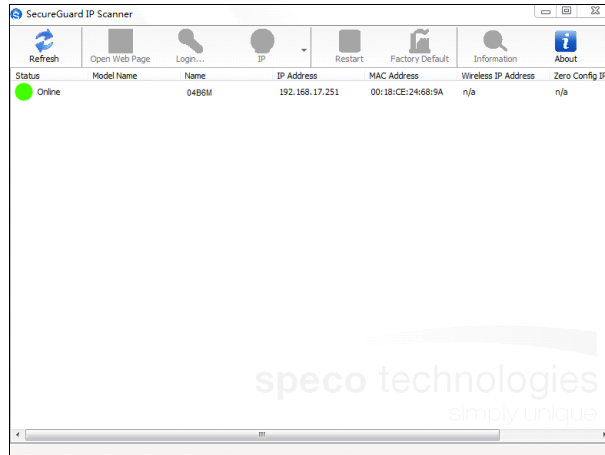 SecureGuard IP Scanner
Refresh Open Web Page Login... IP Restart Factory Default Information About
Status Model Name Name IP Address MAC Address Wireless IP Address Zero Config IP
Online 04B6M 192.168.17.251 00:18:CE:24:68:9A n/a n/a
speco technologies
simply unique